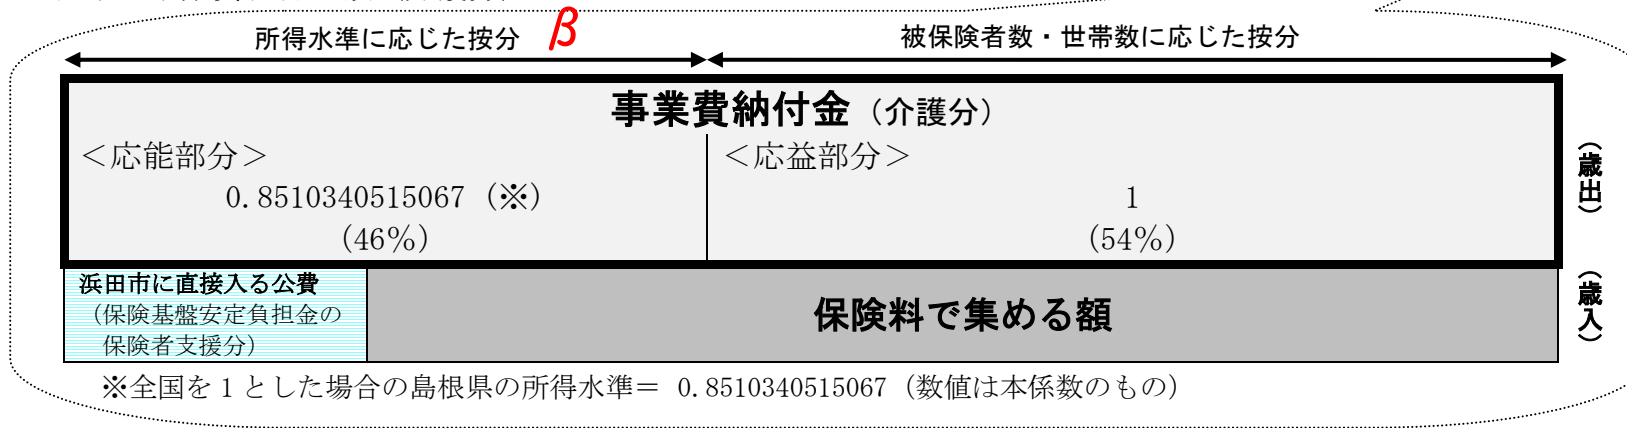 所得水準に応じた按分 β
被保険者数・世帯数に応じた按分
事業費納付金（介護分）
＜応能部分＞
0.8510340515067（※）
（46％）
＜応益部分＞
1
（54％）
（歳出）
浜田市に直接入る公費
（保険基盤安定負担金の
保険者支援分）
保険料で集める額
（歳入）
※全国を1とした場合の島根県の所得水準＝ 0.8510340515067（数値は本係数のもの）